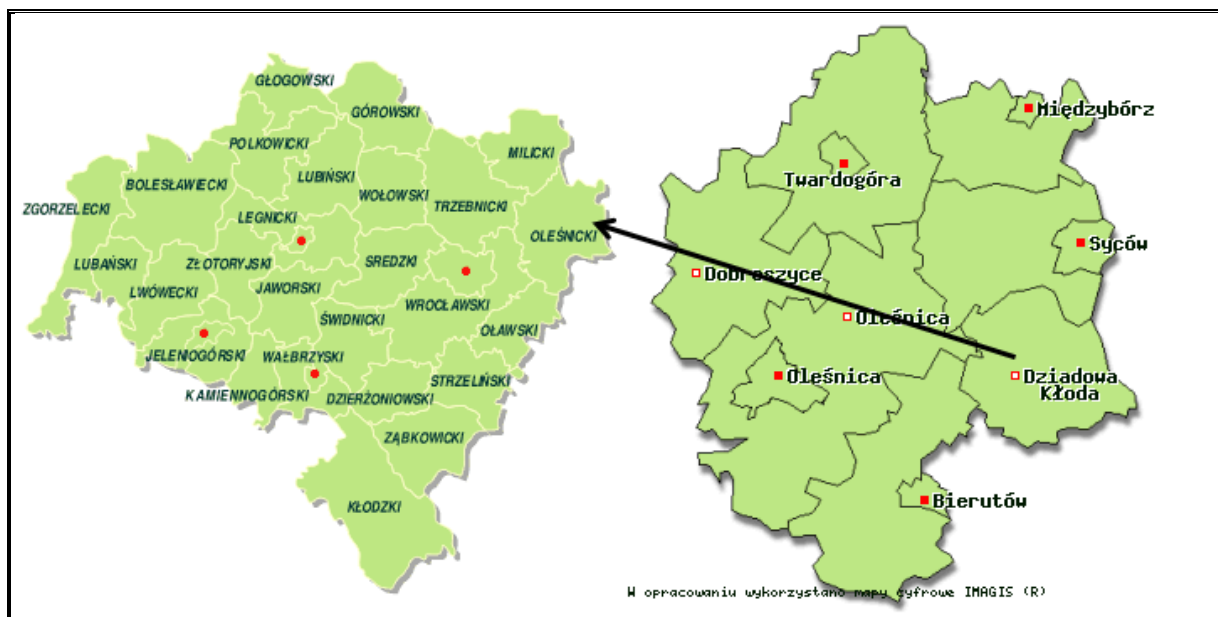 GŁOGOWSKI
GÓROWSKI
POLKOWICKI
MILICKI
LUBIŃSKI
BOLESŁAWIECKI
WOŁOWSKI
TRZEBNICKI
ZGORZELECKI
LEGNICKI
OLEŚNICKI
LUBAŃSKI
ZŁOTORYJSKI
SREDZKI
LWÓWECKI
JAWORSKI
WROCŁAWSKI
ŚWIDNICKI
OŁAWSKI
JELENIOGÓRSKI
WAŁBRZYSKI
STRZELIŃSKI
KAMIENNOGÓRSKI
DZIERŻONIOWSKI
ZĄBKOWICKI
KŁODZKI
Międzybórz
Twardogóra
Syców
Dobroszyce
Oleśnica
Oleśnica
Dziadowa
Kłoda
Bierutów
W opracowaniu wykorzystano mapy cyfrowe IMAGIS (R)